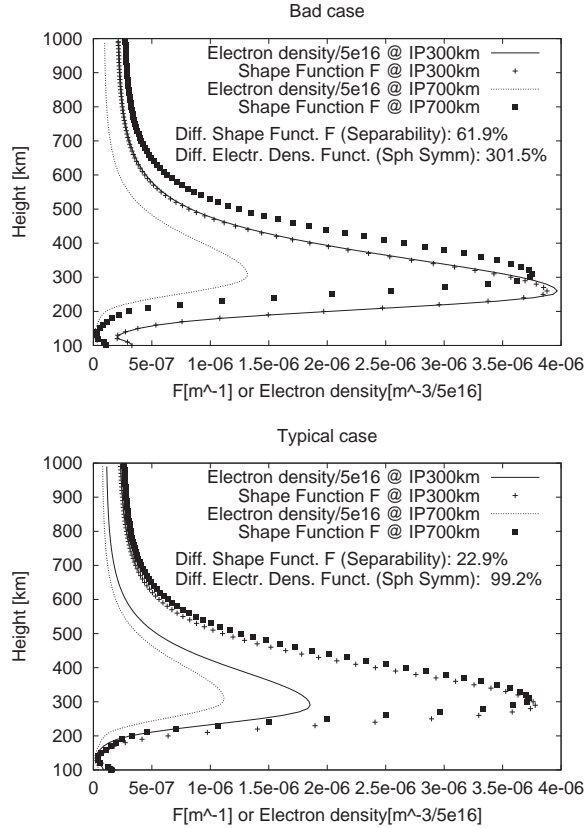 Bad case
1000
900
800
700
600
500
400
300
200
100
Height [km]
Electron density/5e16 @ IP300km
Shape Function F @ IP300km
Electron density/5e16 @ IP700km
Shape Function F @ IP700km
Diff. Shape Funct. F (Separability): 61.9%
Diff. Electr. Dens. Funct. (Sph Symm): 301.5%
0 5e-07 1e-06 1.5e-06 2e-06 2.5e-06 3e-06 3.5e-06 4e-06
F[m^-1] or Electron density[m^-3/5e16]
Typical case
1000
900
800
700
600
500
400
300
200
100
Height [km]
Electron density/5e16 @ IP300km
Shape Function F @ IP300km
Electron density/5e16 @ IP700km
Shape Function F @ IP700km
Diff. Shape Funct. F (Separability): 22.9%
Diff. Electr. Dens. Funct. (Sph Symm): 99.2%
0 5e-07 1e-06 1.5e-06 2e-06 2.5e-06 3e-06 3.5e-06 4e-06
F[m^-1] or Electron density[m^-3/5e16]